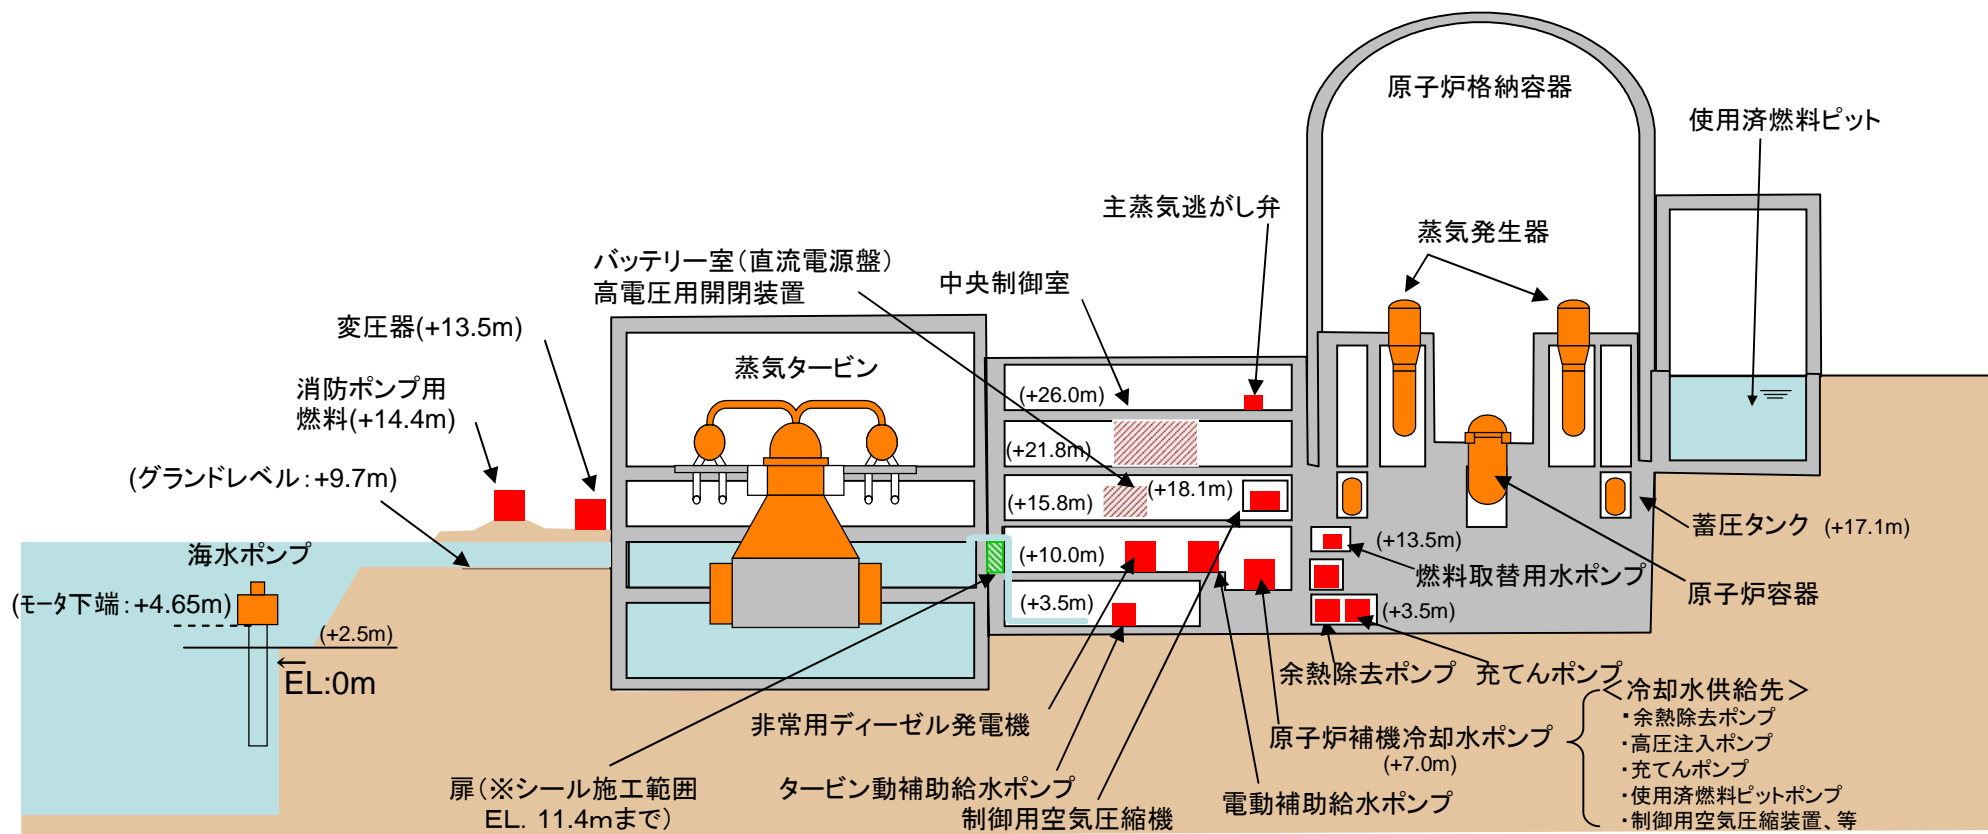 原子炉格納容器
使用済燃料ピット
主蒸気逃がし弁
蒸気発生器
バッテリー室(直流電源盤)
高電圧用開閉装置
中央制御室
変圧器(+13.5m)
蒸気タービン
消防ポンプ用
燃料(+14.4m)
(+26.0m)
(+21.8m)
(グランドレベル:+9.7m)
(+18.1m)
(+15.8m)
蓄圧タンク (+17.1m)
海水ポンプ
(+10.0m)
(+13.5m)
燃料取替用水ポンプ
(モータ下端:+4.65m)
(+3.5m)
(+3.5m)
原子炉容器
(+2.5m)
←
EL:0m
余熱除去ポンプ 充てんポンプ
<冷却水供給先>
・余熱除去ポンプ
・高圧注入ポンプ
・充てんポンプ
・使用済燃料ピットポンプ
・制御用空気圧縮装置、等
非常用ディーゼル発電機
原子炉補機冷却水ポンプ
(+7.0m)
扉(※シール施工範囲
EL. 11.4mまで)
タービン動補助給水ポンプ
制御用空気圧縮機
電動補助給水ポンプ